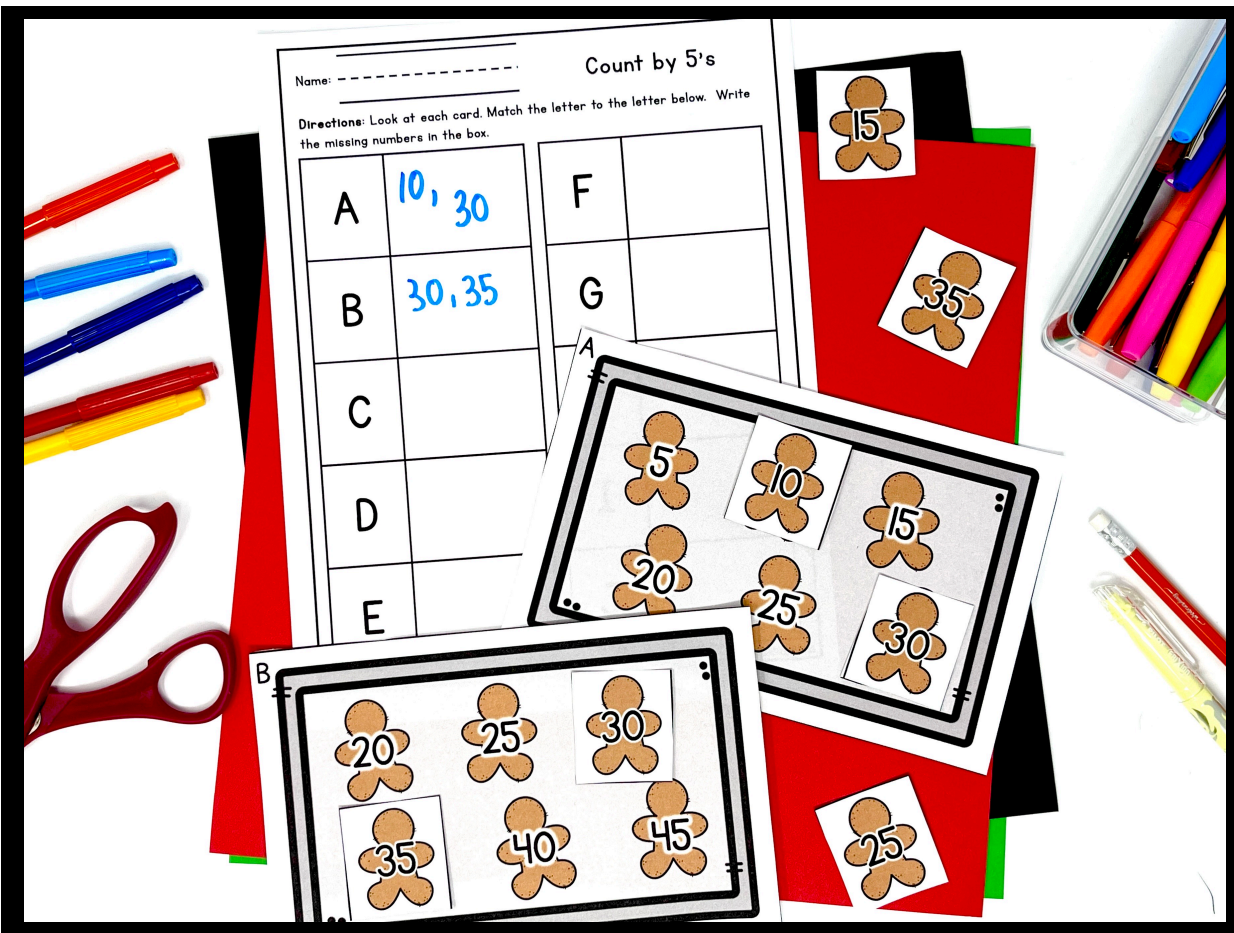 Name:
Count by 5's
Directions: Look at each card. Match the letter to the letter below. Write
the missing numbers in the box.
A
10, 30
F
B
30, 35
G
C
D
E
15
35
A
5
10
15
20
25
30
B
20
25
30
35
40
45
25